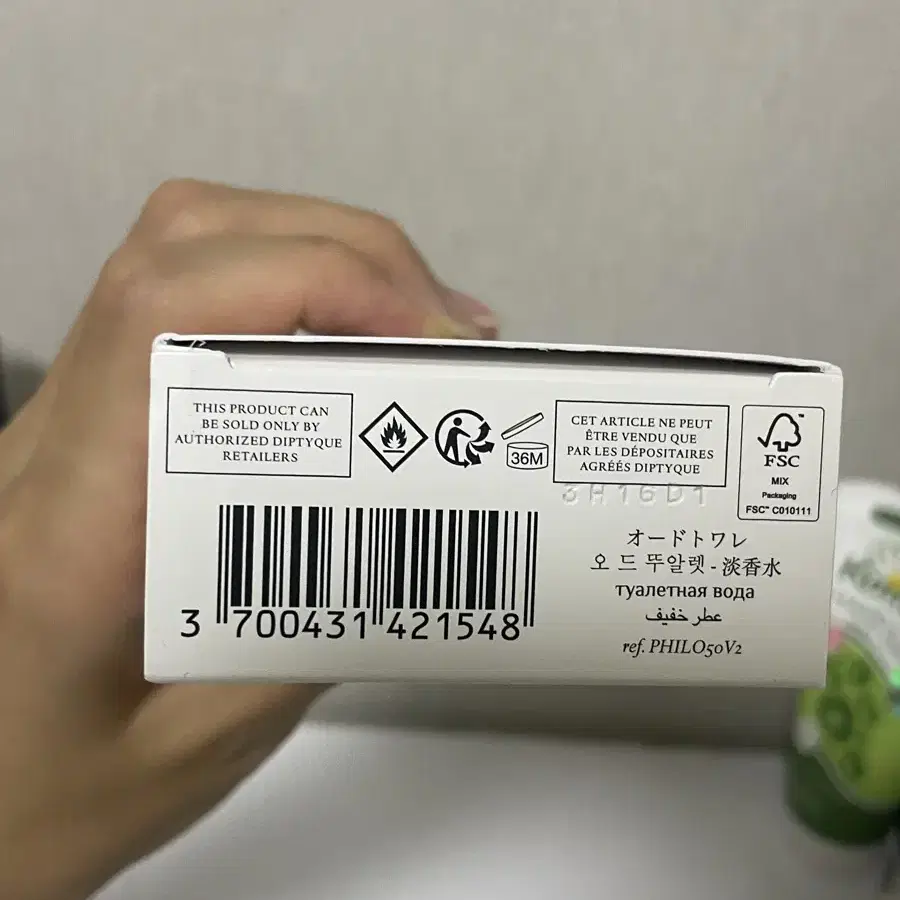 THIS PRODUCT CAN
BE SOLD ONLY BY
AUTHORIZED DIPTYQUE
RETAILERS
36M
CET ARTICLE NE PEUT
ÊTRE VENDU QUE
PAR LES DÉPOSITAIRES
AGRÉÉS DIPTYQUE
FSC
MIX
Packaging
FSC™ C010111
3H16D1
3 700431 421548
オードトワレ
오 드 뚜알렛 - 淡香水
туалетная вода
عطر خفيف
ref. PHILO50V2